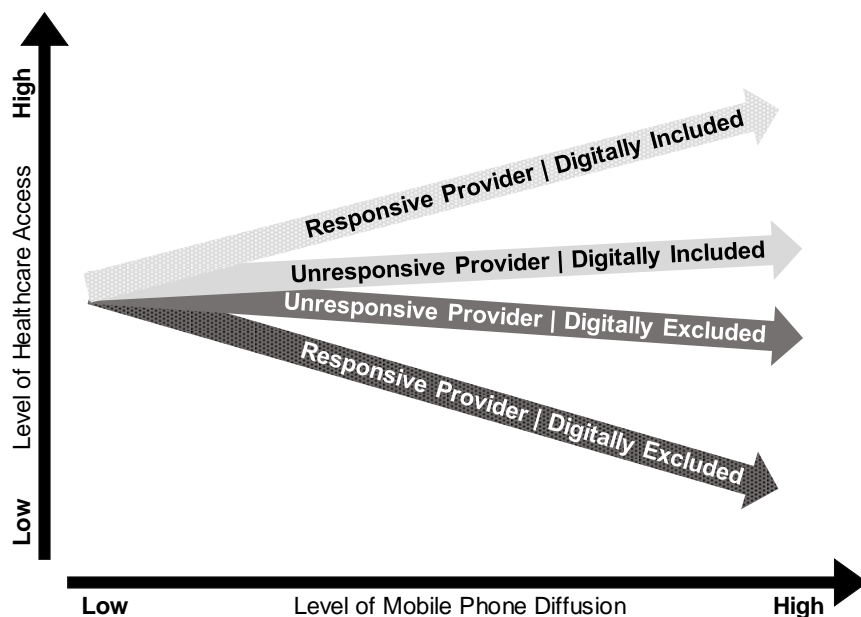 High
Level of Healthcare Access
Low
Responsive Provider | Digitally Included
Unresponsive Provider | Digitally Included
Unresponsive Provider | Digitally Excluded
Responsive Provider | Digitally Excluded
Low
Level of Mobile Phone Diffusion
High